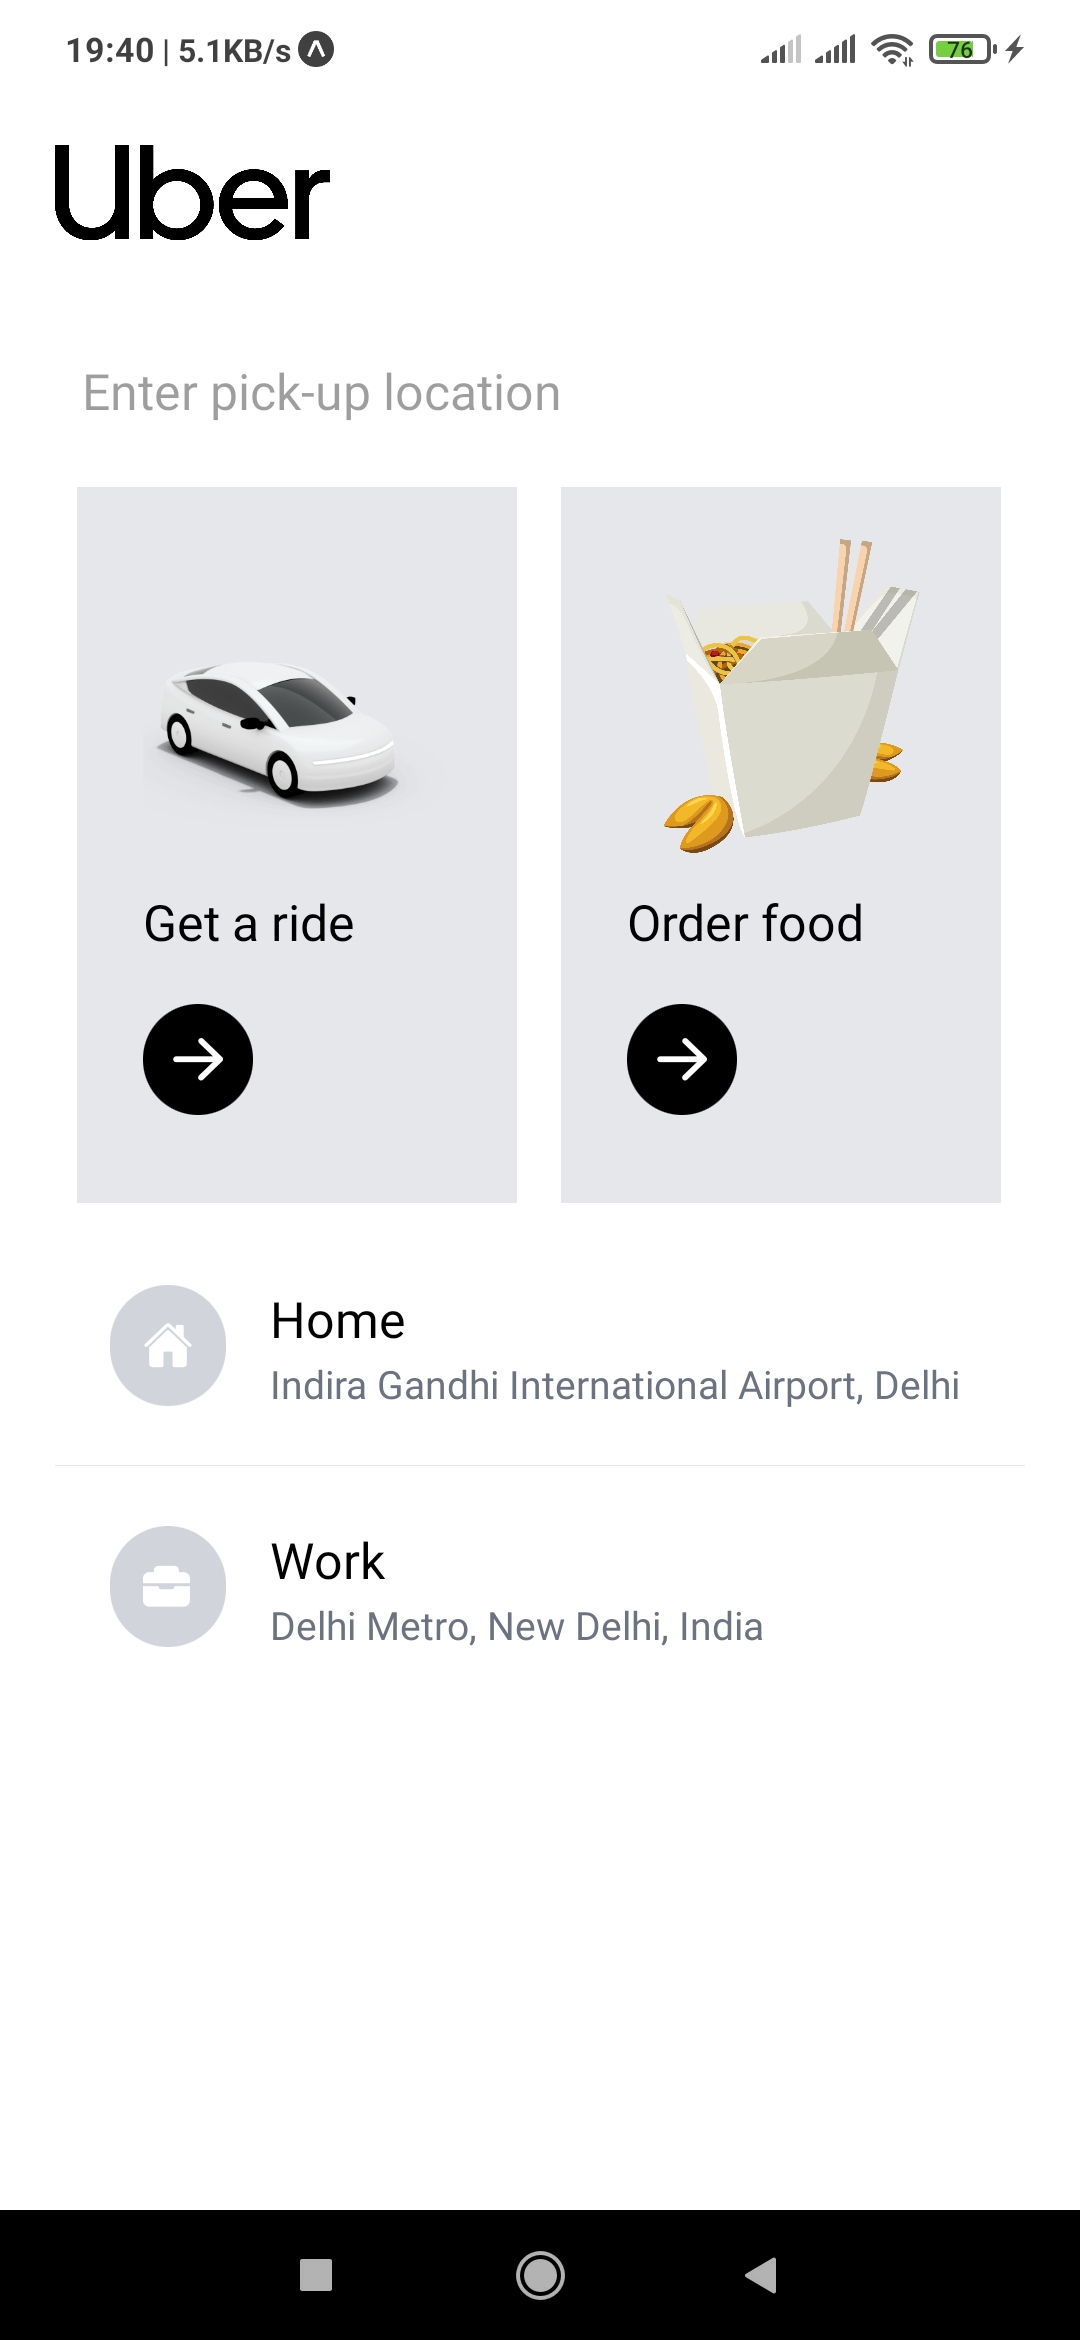 19:40 | 5.1KB/s
76
Uber
Enter pick-up location
Get a ride
Order food
Home
Indira Gandhi International Airport, Delhi
Work
Delhi Metro, New Delhi, India